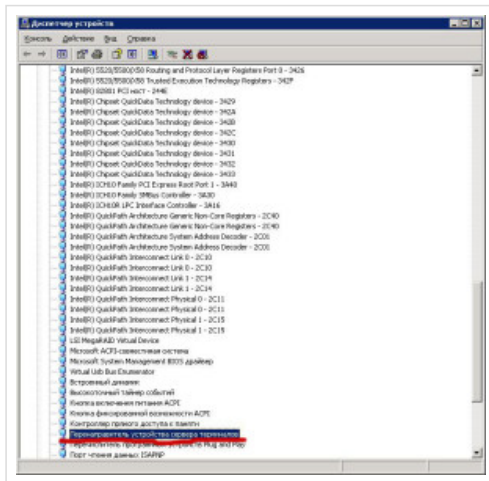 Диспетчер устройств
Консоль Действие Вид Справка
Intel(R) 5520/5500/X58 Routing and Protocol Layer Registers Port 0 - 3426
Intel(R) 5520/5500/X58 Trusted Execution Technology Registers - 342F
Intel(R) 82801 PCI мост - 244E
Intel(R) Chipset QuickData Technology device - 3429
Intel(R) Chipset QuickData Technology device - 342A
Intel(R) Chipset QuickData Technology device - 342B
Intel(R) Chipset QuickData Technology device - 342C
Intel(R) Chipset QuickData Technology device - 3430
Intel(R) Chipset QuickData Technology device - 3431
Intel(R) Chipset QuickData Technology device - 3432
Intel(R) Chipset QuickData Technology device - 3433
Intel(R) ICH10 Family PCI Express Root Port 1 - 3A40
Intel(R) ICH10 Family SMBus Controller - 3A30
Intel(R) ICH10R LPC Interface Controller - 3A16
Intel(R) QuickPath Architecture Generic Non-Core Registers - 2C40
Intel(R) QuickPath Architecture Generic Non-Core Registers - 2C40
Intel(R) QuickPath Architecture System Address Decoder - 2C01
Intel(R) QuickPath Architecture System Address Decoder - 2C01
Intel(R) QuickPath Interconnect Link 0 - 2C10
Intel(R) QuickPath Interconnect Link 0 - 2C10
Intel(R) QuickPath Interconnect Link 1 - 2C14
Intel(R) QuickPath Interconnect Link 1 - 2C14
Intel(R) QuickPath Interconnect Physical 0 - 2C11
Intel(R) QuickPath Interconnect Physical 0 - 2C11
Intel(R) QuickPath Interconnect Physical 1 - 2C15
Intel(R) QuickPath Interconnect Physical 1 - 2C15
LSI MegaRAID Virtual Device
Microsoft ACPI-совместимая система
Microsoft System Management BIOS драйвер
Virtual Usb Bus Enumerator
Встроенный динамик
Высокоточный таймер событий
Кнопка включения питания ACPI
Кнопка фиксированной возможности ACPI
Контроллер прямого доступа к памяти
Перенаправитель устройства сервера терминалов
Перечислитель программных устройств Plug and Play
Порт чтения данных ISAPNP